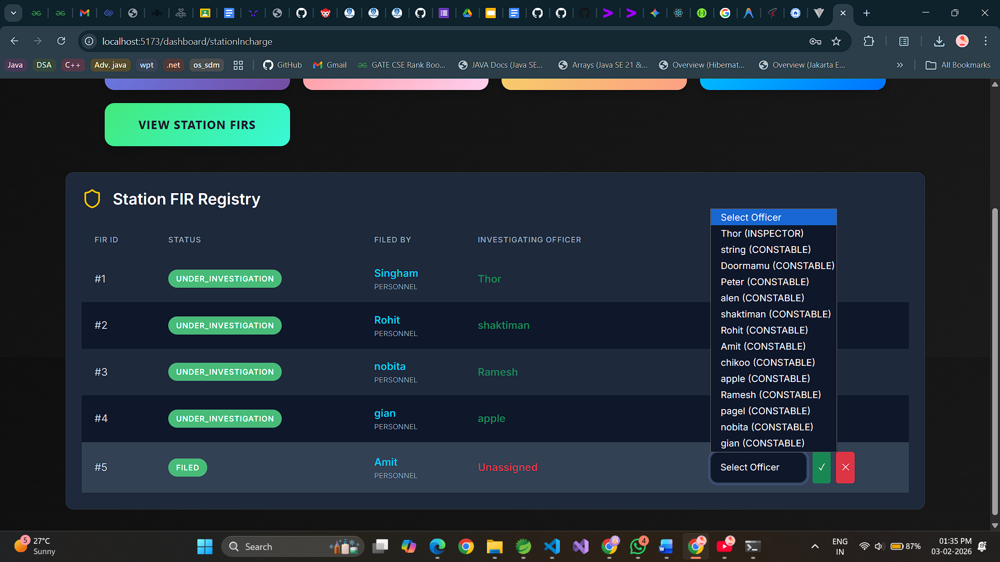 localhost:5173/dashboard/stationIncharge
Java DSA C++ Adv. java wpt .net os_sdm GitHub Gmail GATE CSE Rank Boo... JAVA Docs (Java SE... Arrays (Java SE 21 &... Overview (Hibernat... Overview (Jakarta E... » All Bookmarks
VIEW STATION FIRS
Station FIR Registry
FIR ID STATUS FILED BY INVESTIGATING OFFICER
#1 UNDER_INVESTIGATION Singham Thor
PERSONNEL
#2 UNDER_INVESTIGATION Rohit shaktiman
PERSONNEL
#3 UNDER_INVESTIGATION nobita Ramesh
PERSONNEL
#4 UNDER_INVESTIGATION gian apple
PERSONNEL
#5 FILED Amit Unassigned Select Officer ✓ ✕
PERSONNEL
Select Officer
Thor (INSPECTOR)
string (CONSTABLE)
Doormamu (CONSTABLE)
Peter (CONSTABLE)
alen (CONSTABLE)
shaktiman (CONSTABLE)
Rohit (CONSTABLE)
Amit (CONSTABLE)
chikoo (CONSTABLE)
apple (CONSTABLE)
Ramesh (CONSTABLE)
pagel (CONSTABLE)
nobita (CONSTABLE)
gian (CONSTABLE)
5 27°C
Sunny
Search
4
ENG
IN
87%
01:35 PM
03-02-2026